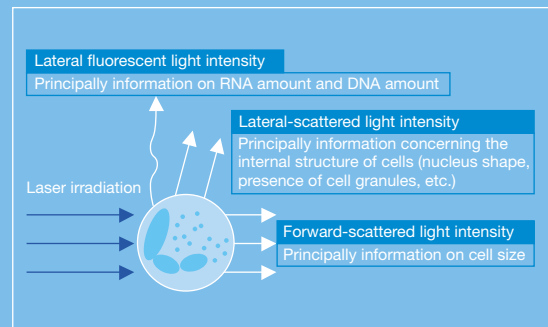 Lateral fluorescent light intensity
Principally information on RNA amount and DNA amount
Lateral-scattered light intensity
Principally information concerning the
internal structure of cells (nucleus shape,
presence of cell granules, etc.)
Laser irradiation
Forward-scattered light intensity
Principally information on cell size